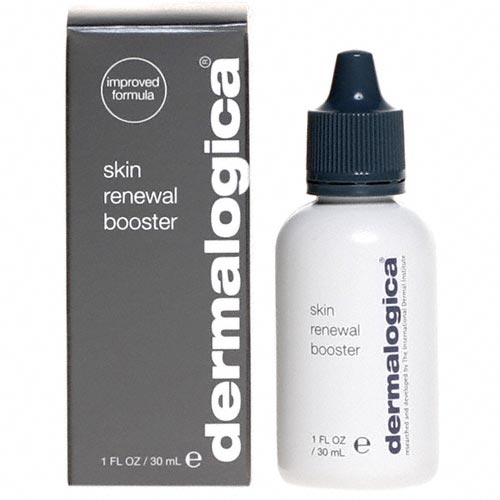 improved
formula
skin
renewal
booster
dermalogica®
1 FL OZ / 30 mL e
skin
renewal
booster
dermalogica®
researched and developed by The International Dermal Institute
1 FL OZ
/ 30 mL e